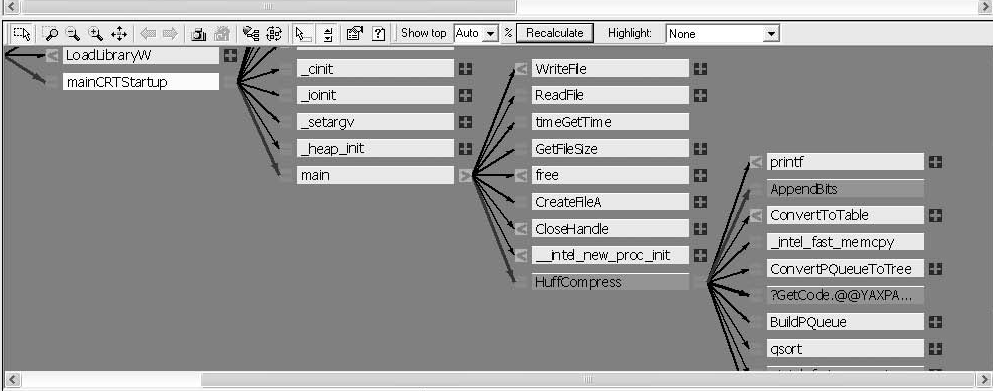 Show top Auto % Recalculate Highlight: None
LoadLibraryW
mainCRTStartup
_cinit
_ioinit
_setargv
_heap_init
main
WriteFile
ReadFile
timeGetTime
GetFileSize
free
CreateFileA
CloseHandle
__intel_new_proc_init
HuffCompress
printf
AppendBits
ConvertToTable
_intel_fast_memcpy
ConvertPQueueToTree
?GetCode.@@YAXPA...
BuildPQueue
qsort